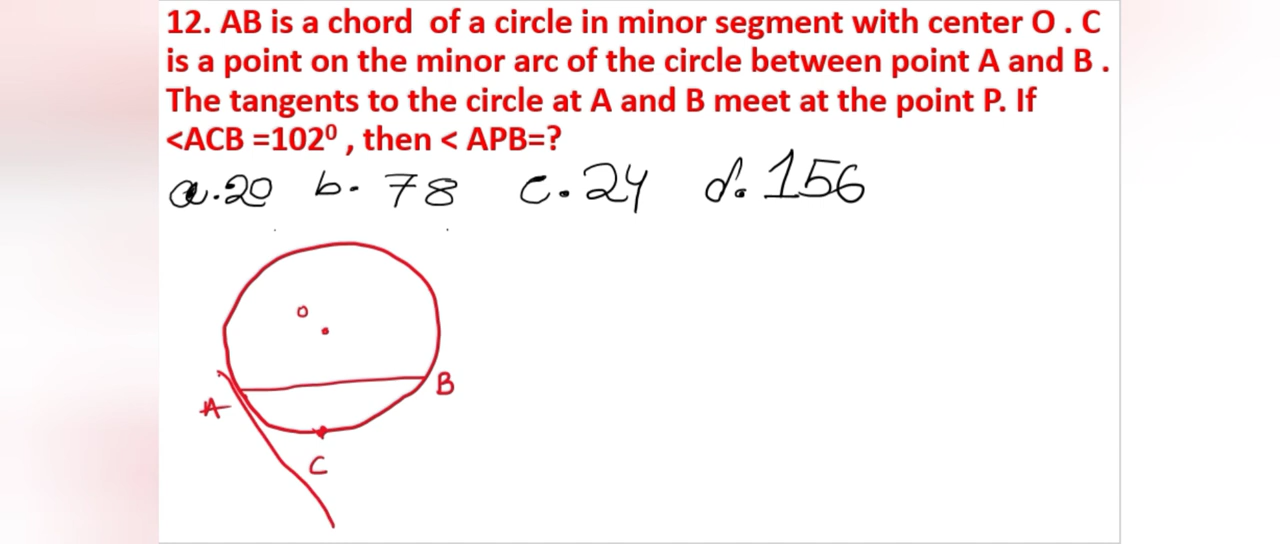 12. AB is a chord of a circle in minor segment with center O . C
is a point on the minor arc of the circle between point A and B .
The tangents to the circle at A and B meet at the point P. If
<ACB =102⁰ , then < APB=?
a.20 b. 78 c. 24 d. 156
O
A B
C